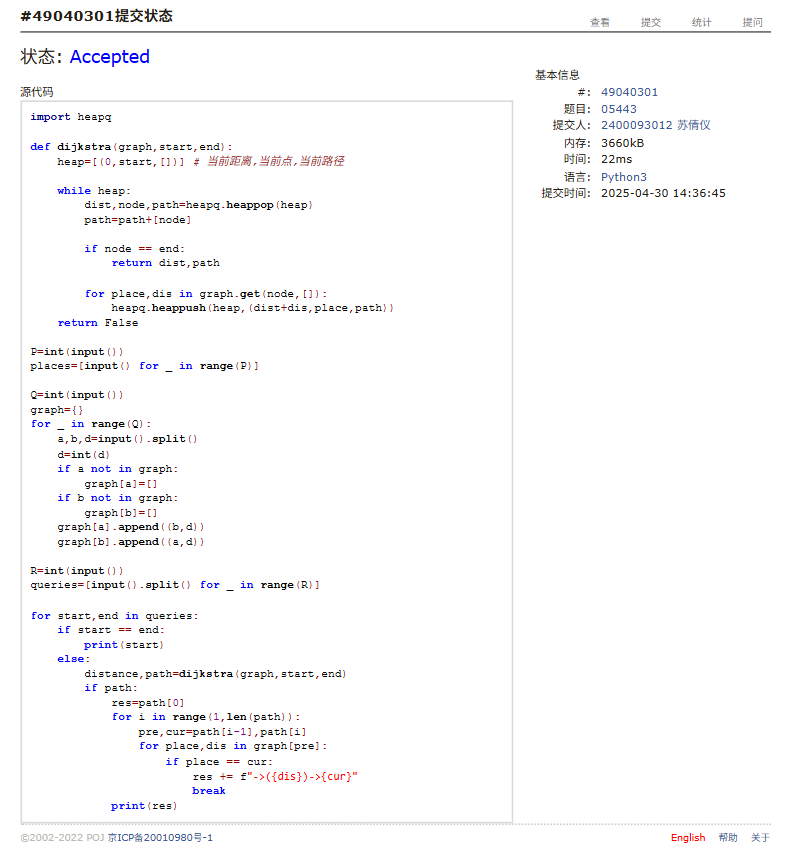 #49040301提交状态
查看 提交 统计 提问
状态: Accepted
源代码
import heapq

def dijkstra(graph,start,end):
    heap=[(0,start,[])] # 当前距离,当前点,当前路径

    while heap:
        dist,node,path=heapq.heappop(heap)
        path=path+[node]

        if node == end:
            return dist,path

        for place,dis in graph.get(node,[]):
            heapq.heappush(heap,(dist+dis,place,path))
    return False

P=int(input())
places=[input() for _ in range(P)]

Q=int(input())
graph={}
for _ in range(Q):
    a,b,d=input().split()
    d=int(d)
    if a not in graph:
        graph[a]=[]
    if b not in graph:
        graph[b]=[]
    graph[a].append((b,d))
    graph[b].append((a,d))

R=int(input())
queries=[input().split() for _ in range(R)]

for start,end in queries:
    if start == end:
        print(start)
    else:
        distance,path=dijkstra(graph,start,end)
        if path:
            res=path[0]
            for i in range(1,len(path)):
                pre,cur=path[i-1],path[i]
                for place,dis in graph[pre]:
                    if place == cur:
                        res += f"->({dis})->{cur}"
                        break
            print(res)
基本信息
#: 49040301
题目: 05443
提交人: 2400093012 苏倩仪
内存: 3660kB
时间: 22ms
语言: Python3
提交时间: 2025-04-30 14:36:45
©2002-2022 POJ 京ICP备20010980号-1
English 帮助 关于